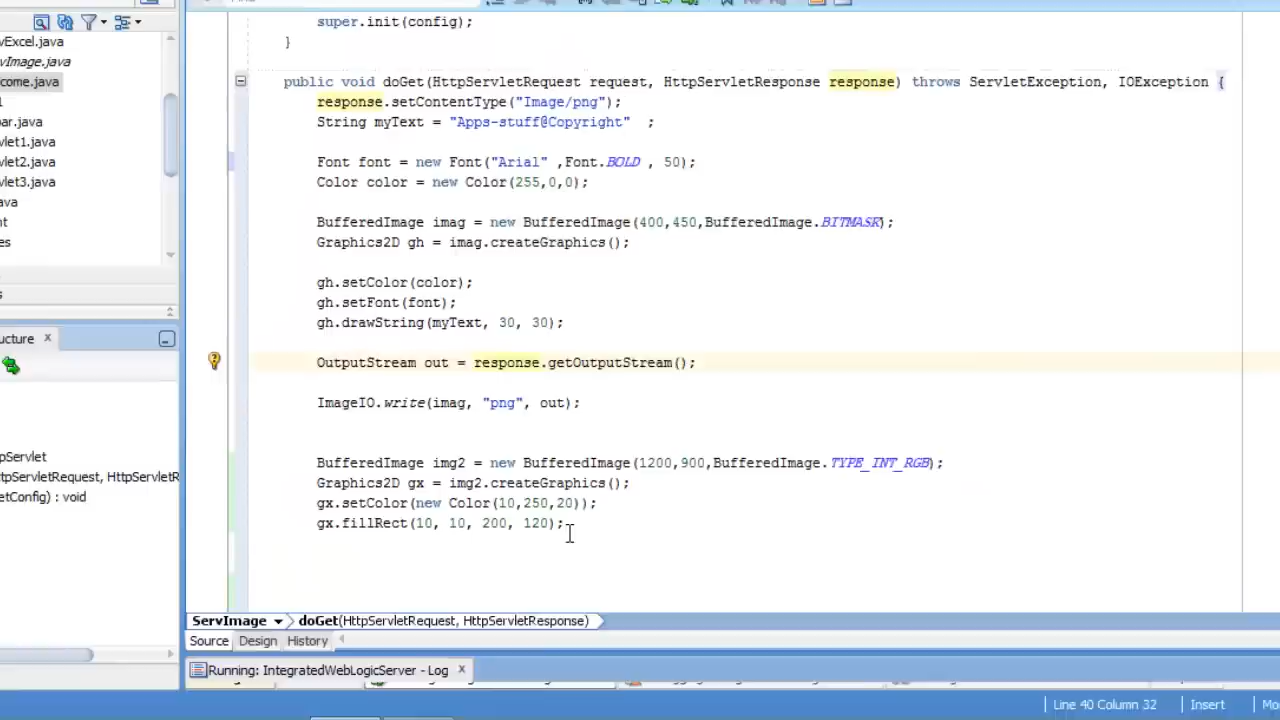 super.init(config);
}
public void doGet(HttpServletRequest request, HttpServletResponse response) throws ServletException, IOException {
response.setContentType("Image/png");
String myText = "Apps-stuff@Copyright" ;
Font font = new Font("Arial" ,Font.BOLD , 50);
Color color = new Color(255,0,0);
BufferedImage imag = new BufferedImage(400,450,BufferedImage.BITMASK);
Graphics2D gh = imag.createGraphics();
gh.setColor(color);
gh.setFont(font);
gh.drawString(myText, 30, 30);
OutputStream out = response.getOutputStream();
ImageIO.write(imag, "png", out);
BufferedImage img2 = new BufferedImage(1200,900,BufferedImage.TYPE_INT_RGB);
Graphics2D gx = img2.createGraphics();
gx.setColor(new Color(10,250,20));
gx.fillRect(10, 10, 200, 120);
vExcel.java
vImage.java
come.java
l
ar.java
vlet1.java
vlet2.java
vlet3.java
ava
nt
es
s
ucture x
pServlet
ttpServletRequest, HttpServletR
etConfig) : void
ServImage doGet(HttpServletRequest, HttpServletResponse)
Source Design History
Running: IntegratedWebLogicServer - Log x
Line 40 Column 32 Insert Mo